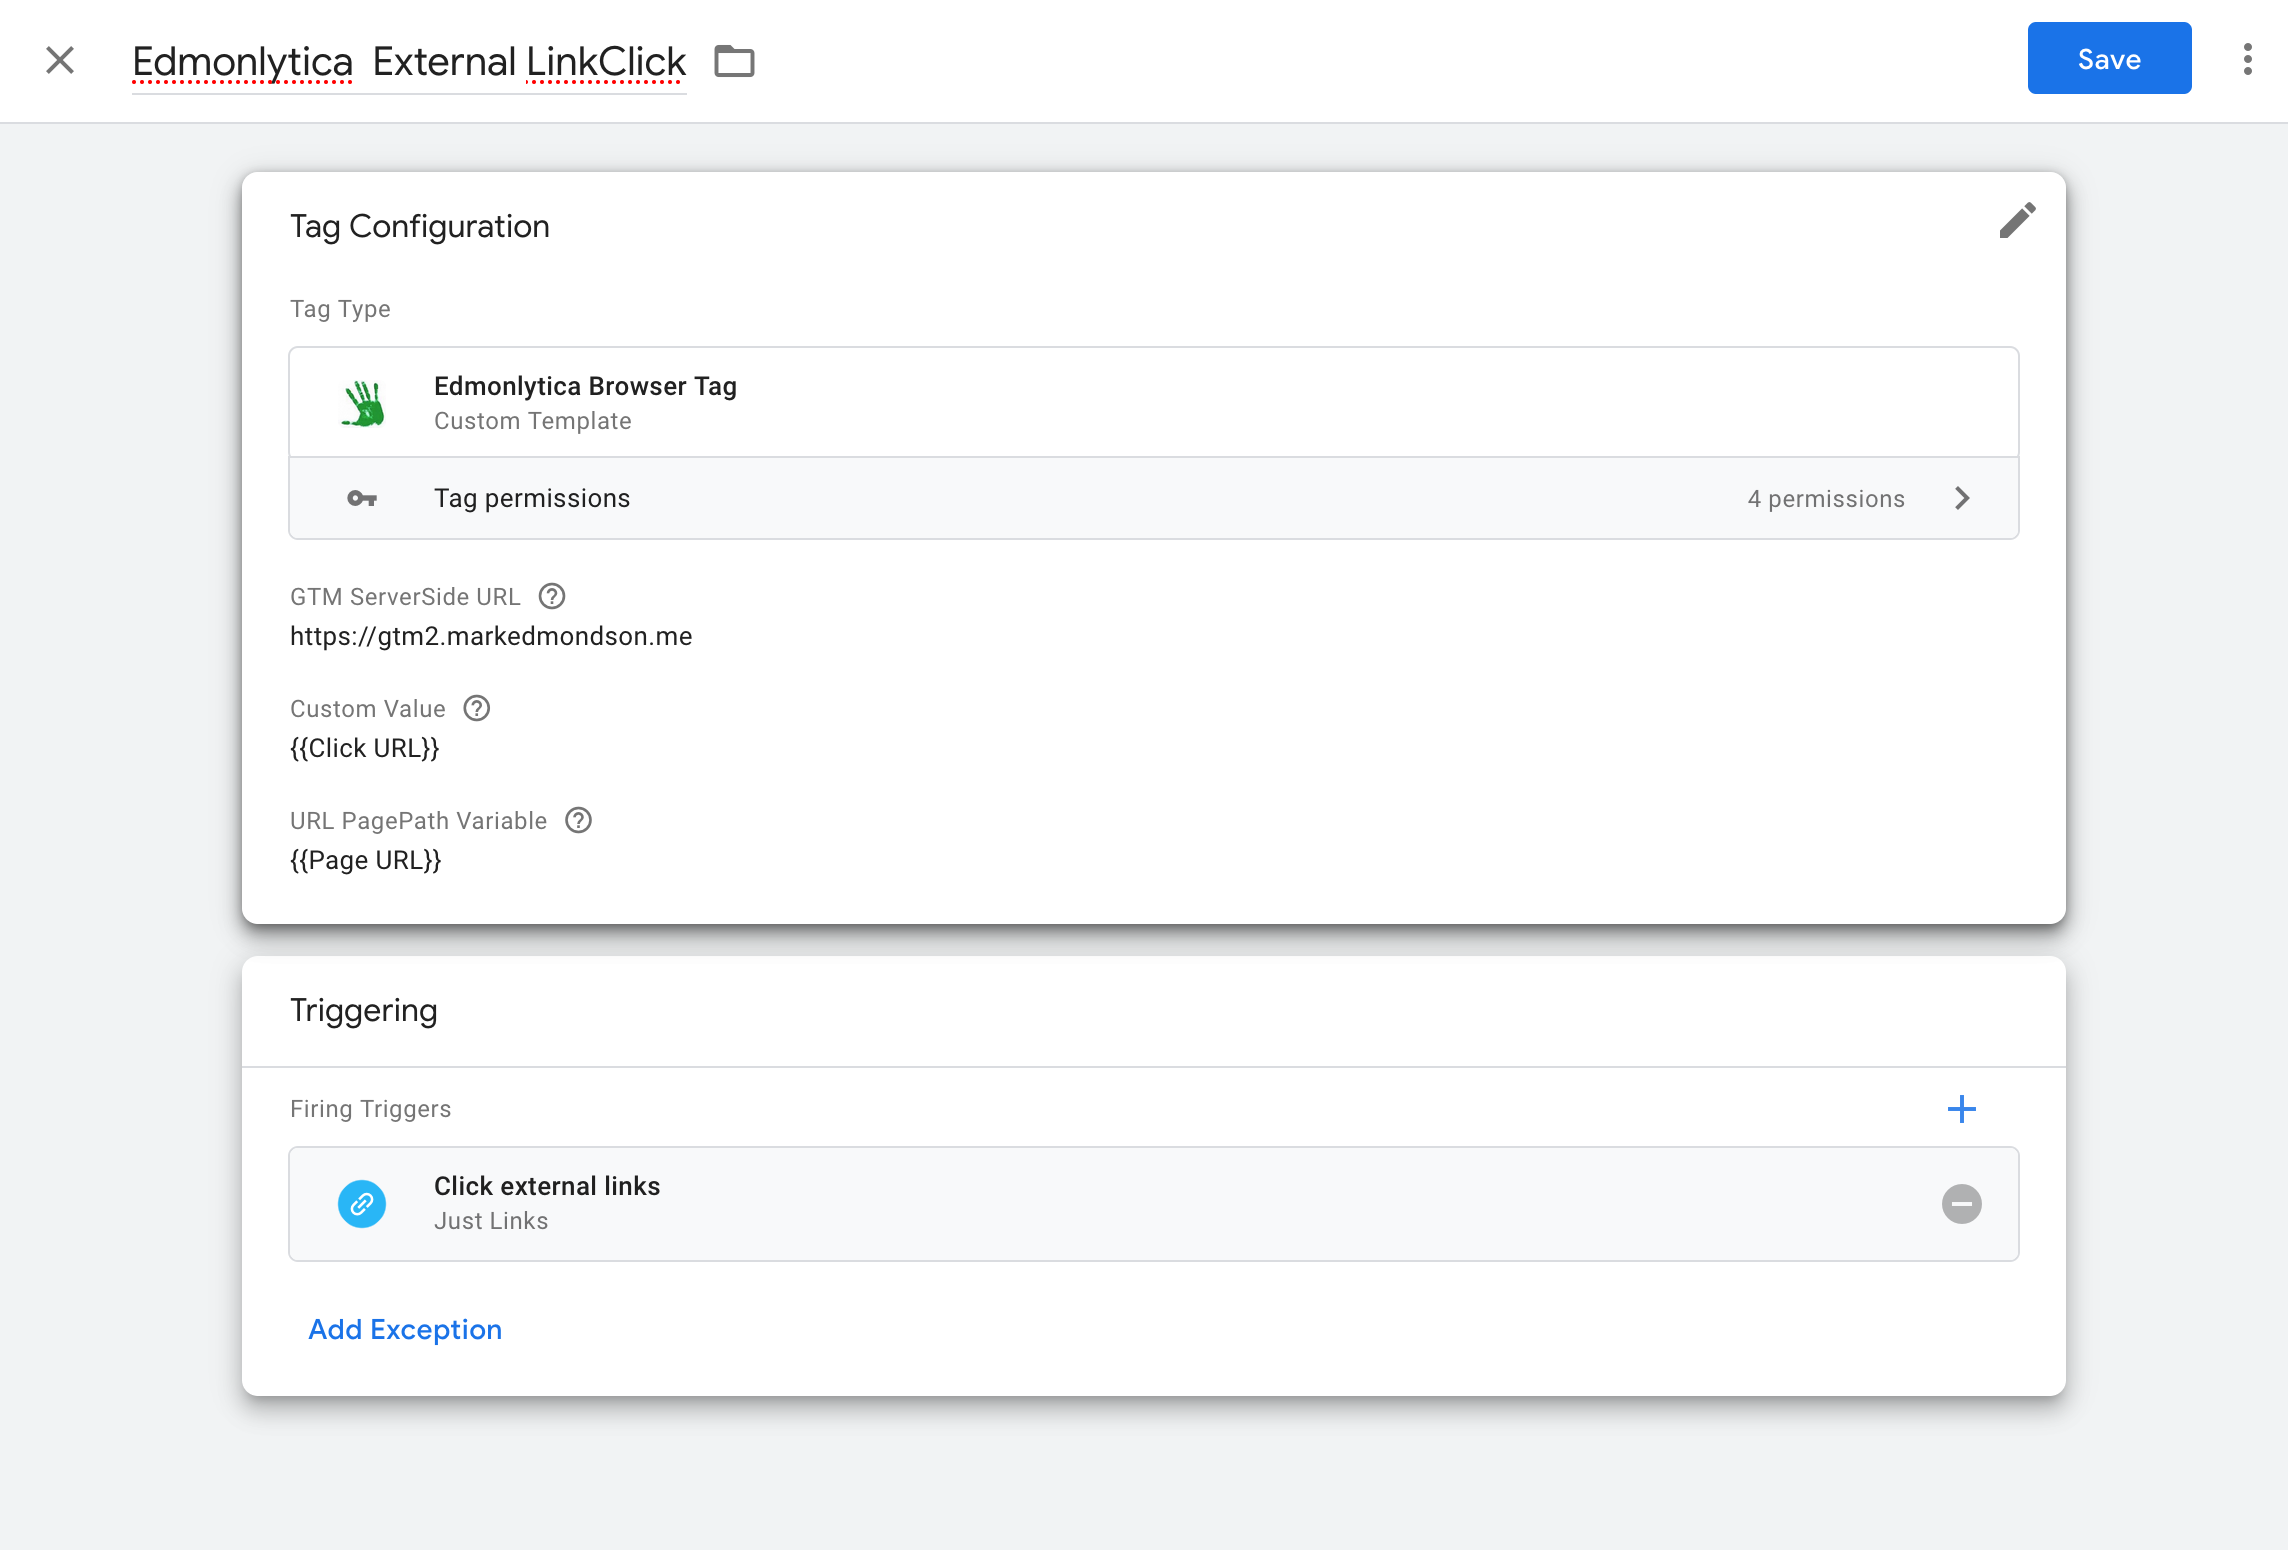 Edmonlytica  External LinkClick
Save
Tag Configuration
Tag Type
Edmonlytica Browser Tag
Custom Template
Tag permissions
4 permissions
GTM ServerSide URL
https://gtm2.markedmondson.me
Custom Value
{{Click URL}}
URL PagePath Variable
{{Page URL}}
Triggering
Firing Triggers
Click external links
Just Links
Add Exception